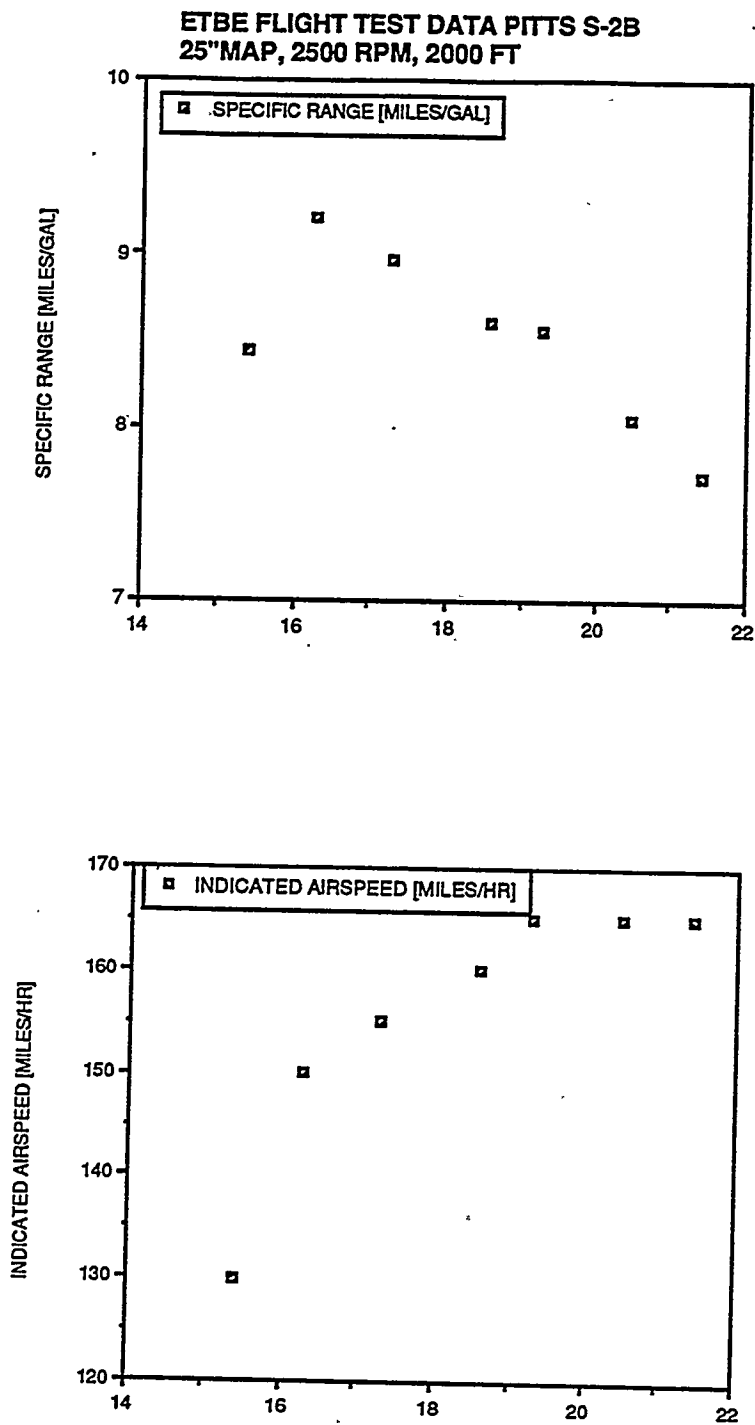 ETBE FLIGHT TEST DATA PITTS S-2B
25"MAP, 2500 RPM, 2000 FT
10
SPECIFIC RANGE [MILES/GAL]
9
8
7
SPECIFIC RANGE [MILES/GAL]
14 16 18 20 22
170
INDICATED AIRSPEED [MILES/HR]
160
150
140
130
120
INDICATED AIRSPEED [MILES/HR]
14 16 18 20 22